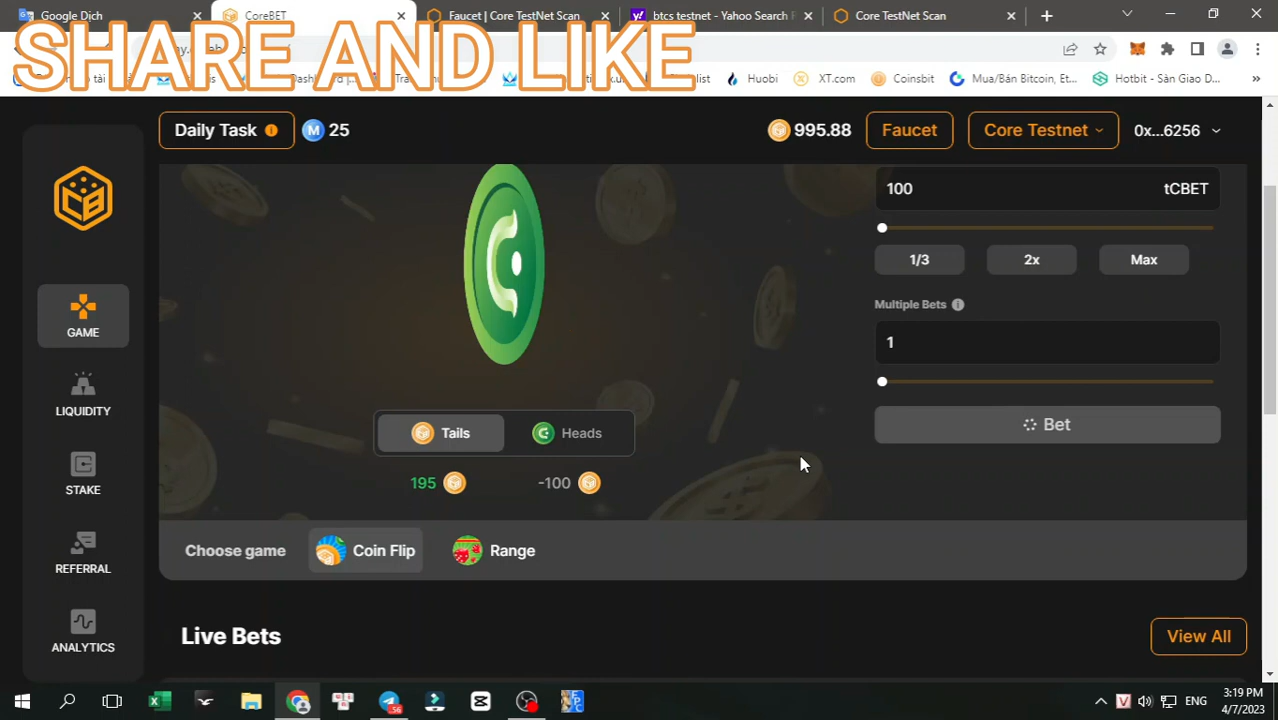 Google Dịch
CoreBET
Faucet | Core TestNet Scan
btcs testnet - Yahoo Search R
Core TestNet Scan
SHARE AND LIKE
Huobi
XT.com
Coinsbit
Mua/Bán Bitcoin, Et...
Hotbit - Sàn Giao D...
Daily Task
M 25
995.88
Faucet
Core Testnet
0x...6256
100 tCBET
1/3
2x
Max
Multiple Bets
1
Bet
GAME
LIQUIDITY
STAKE
REFERRAL
ANALYTICS
Tails
Heads
195
-100
Choose game
Coin Flip
Range
Live Bets
View All
56
V
ENG
3:19 PM
4/7/2023